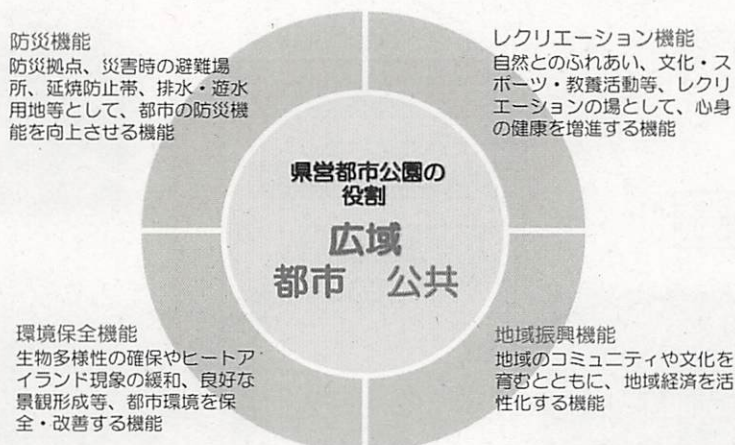 防災機能
防災拠点、災害時の避難場
所、延焼防止帯、排水・遊水
用地等として、都市の防災機
能を向上させる機能
レクリエーション機能
自然とのふれあい、文化・ス
ポーツ・教養活動等、レクリ
エーションの場として、心身
の健康を増進する機能
県営都市公園の
役割
広域
都市　公共
環境保全機能
生物多様性の確保やヒートア
イランド現象の緩和、良好な
景観形成等、都市環境を保
全・改善する機能
地域振興機能
地域のコミュニティや文化を
育むとともに、地域経済を活
性化する機能